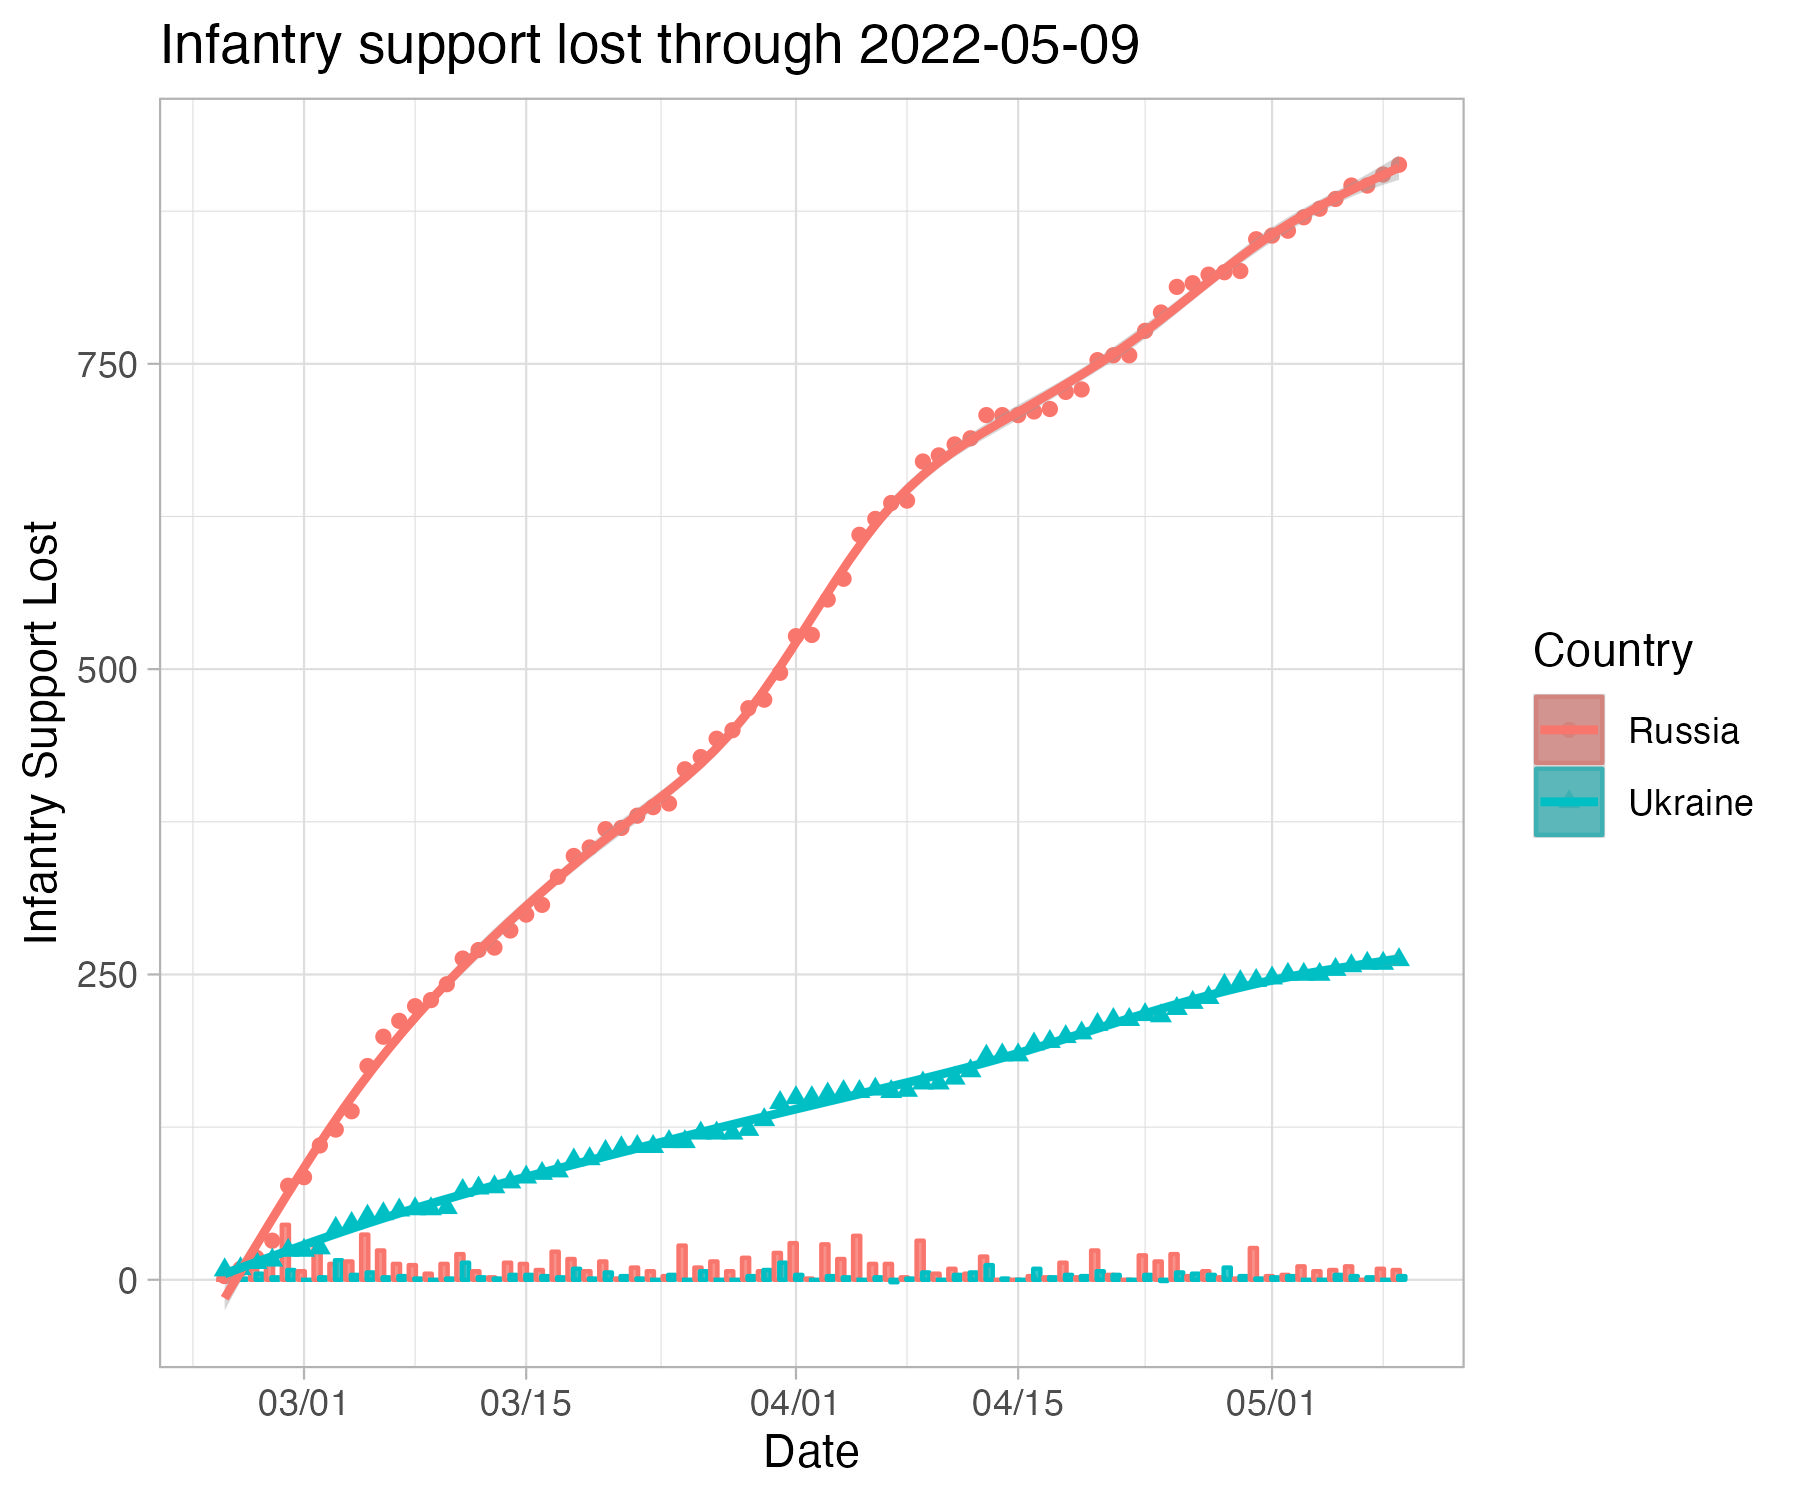 Infantry support lost through 2022-05-09
Infantry Support Lost
750
500
250
0
03/01
03/15
04/01
04/15
05/01
Date
Country
Russia
Ukraine